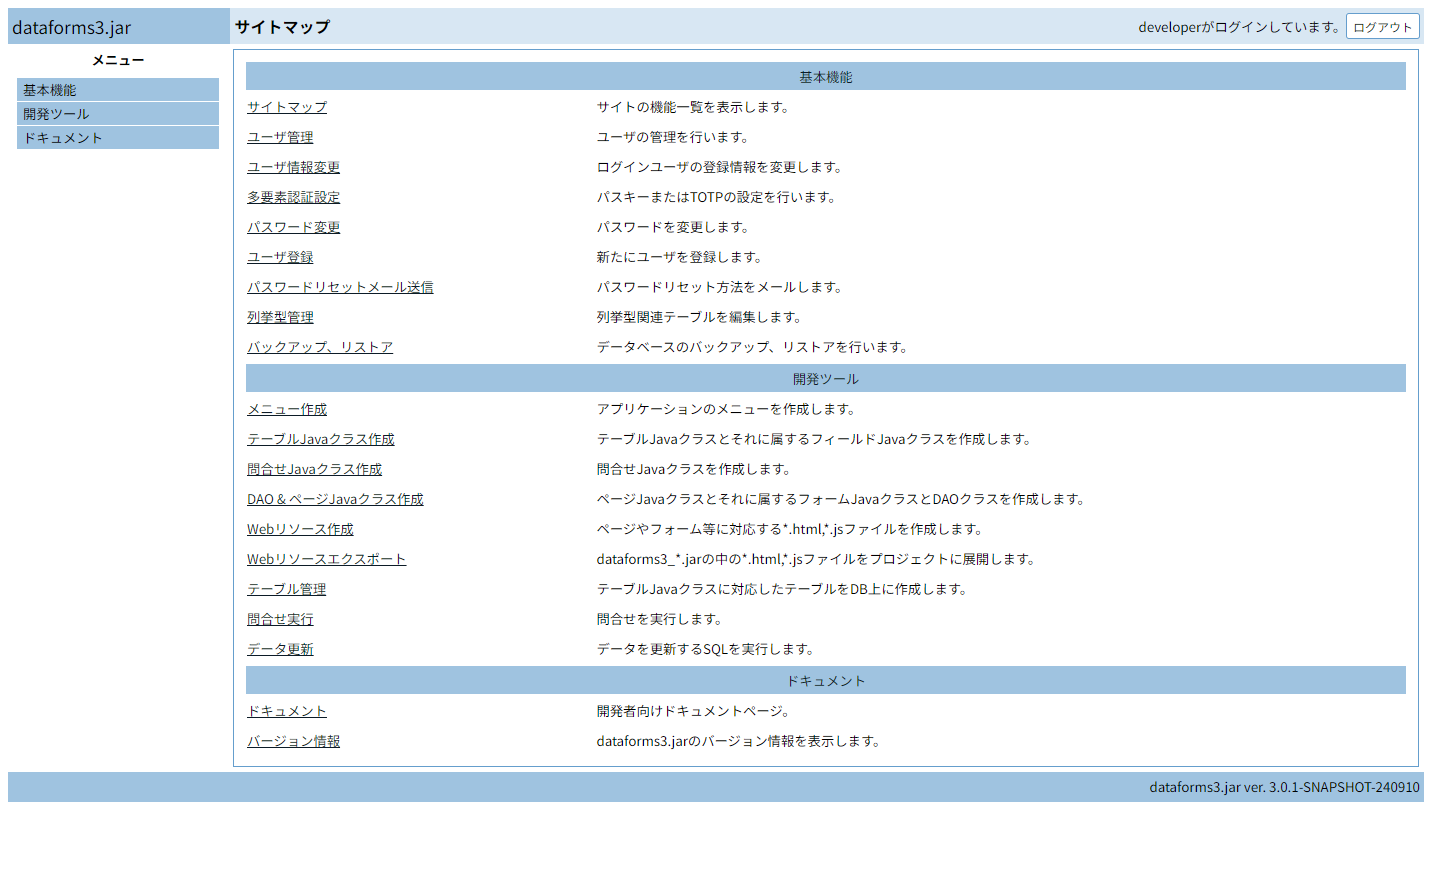 dataforms3.jar
サイトマップ
developerがログインしています。 ログアウト
メニュー
基本機能
開発ツール
ドキュメント
基本機能
サイトマップ サイトの機能一覧を表示します。
ユーザ管理 ユーザの管理を行います。
ユーザ情報変更 ログインユーザの登録情報を変更します。
多要素認証設定 パスキーまたはTOTPの設定を行います。
パスワード変更 パスワードを変更します。
ユーザ登録 新たにユーザを登録します。
パスワードリセットメール送信 パスワードリセット方法をメールします。
列挙型管理 列挙型関連テーブルを編集します。
バックアップ、リストア データベースのバックアップ、リストアを行います。
開発ツール
メニュー作成 アプリケーションのメニューを作成します。
テーブルJavaクラス作成 テーブルJavaクラスとそれに属するフィールドJavaクラスを作成します。
問合せJavaクラス作成 問合せJavaクラスを作成します。
DAO & ページJavaクラス作成 ページJavaクラスとそれに属するフォームJavaクラスとDAOクラスを作成します。
Webリソース作成 ページやフォーム等に対応する*.html,*.jsファイルを作成します。
Webリソースエクスポート dataforms3_*.jarの中の*.html,*.jsファイルをプロジェクトに展開します。
テーブル管理 テーブルJavaクラスに対応したテーブルをDB上に作成します。
問合せ実行 問合せを実行します。
データ更新 データを更新するSQLを実行します。
ドキュメント
ドキュメント 開発者向けドキュメントページ。
バージョン情報 dataforms3.jarのバージョン情報を表示します。
dataforms3.jar ver. 3.0.1-SNAPSHOT-240910